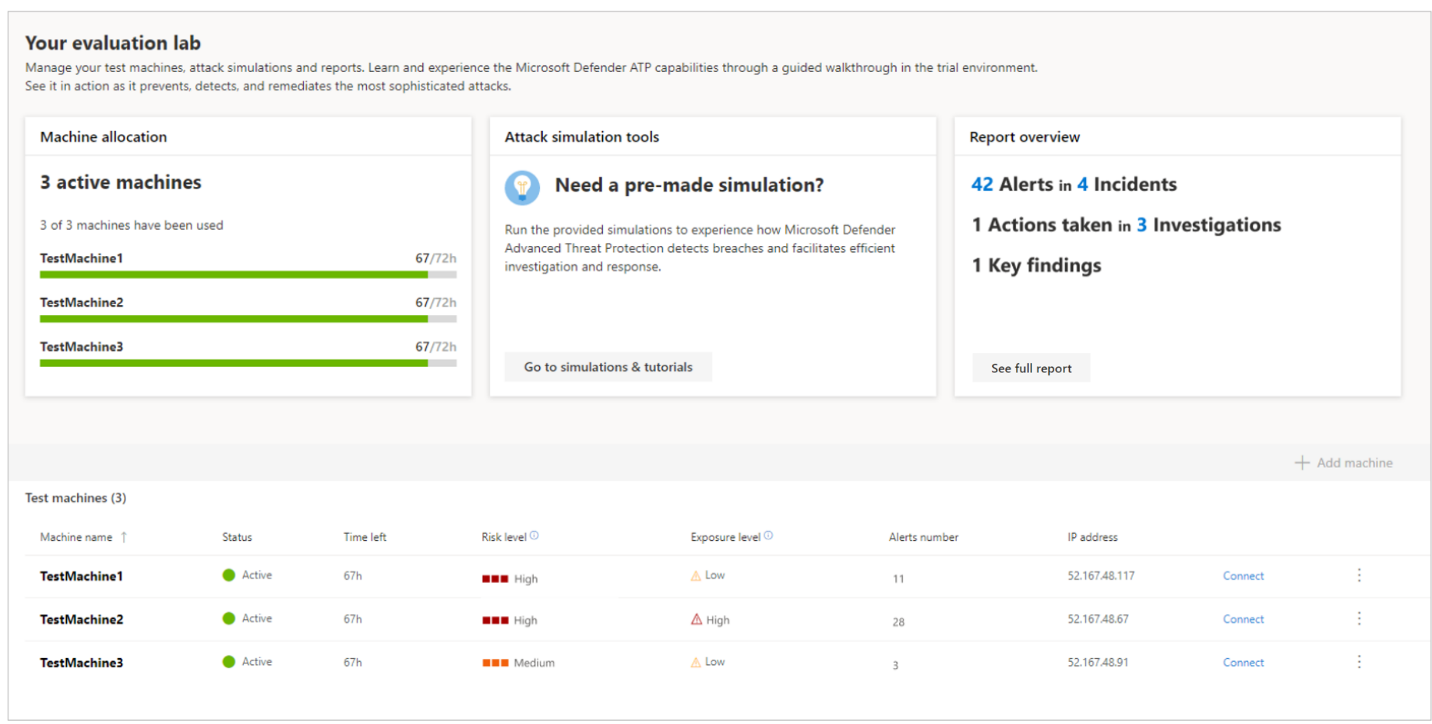 Your evaluation lab
Manage your test machines, attack simulations and reports. Learn and experience the Microsoft Defender ATP capabilities through a guided walkthrough in the trial environment.
See it in action as it prevents, detects, and remediates the most sophisticated attacks.
Machine allocation
3 active machines
3 of 3 machines have been used
TestMachine1 67/72h
TestMachine2 67/72h
TestMachine3 67/72h
Attack simulation tools
Need a pre-made simulation?
Run the provided simulations to experience how Microsoft Defender
Advanced Threat Protection detects breaches and facilitates efficient
investigation and response.
Go to simulations & tutorials
Report overview
42 Alerts in 4 Incidents
1 Actions taken in 3 Investigations
1 Key findings
See full report
+ Add machine
Test machines (3)
Machine name ↑ Status Time left Risk level Exposure level Alerts number IP address
TestMachine1 Active 67h High Low 11 52.167.48.117 Connect
TestMachine2 Active 67h High High 28 52.167.48.67 Connect
TestMachine3 Active 67h Medium Low 3 52.167.48.91 Connect